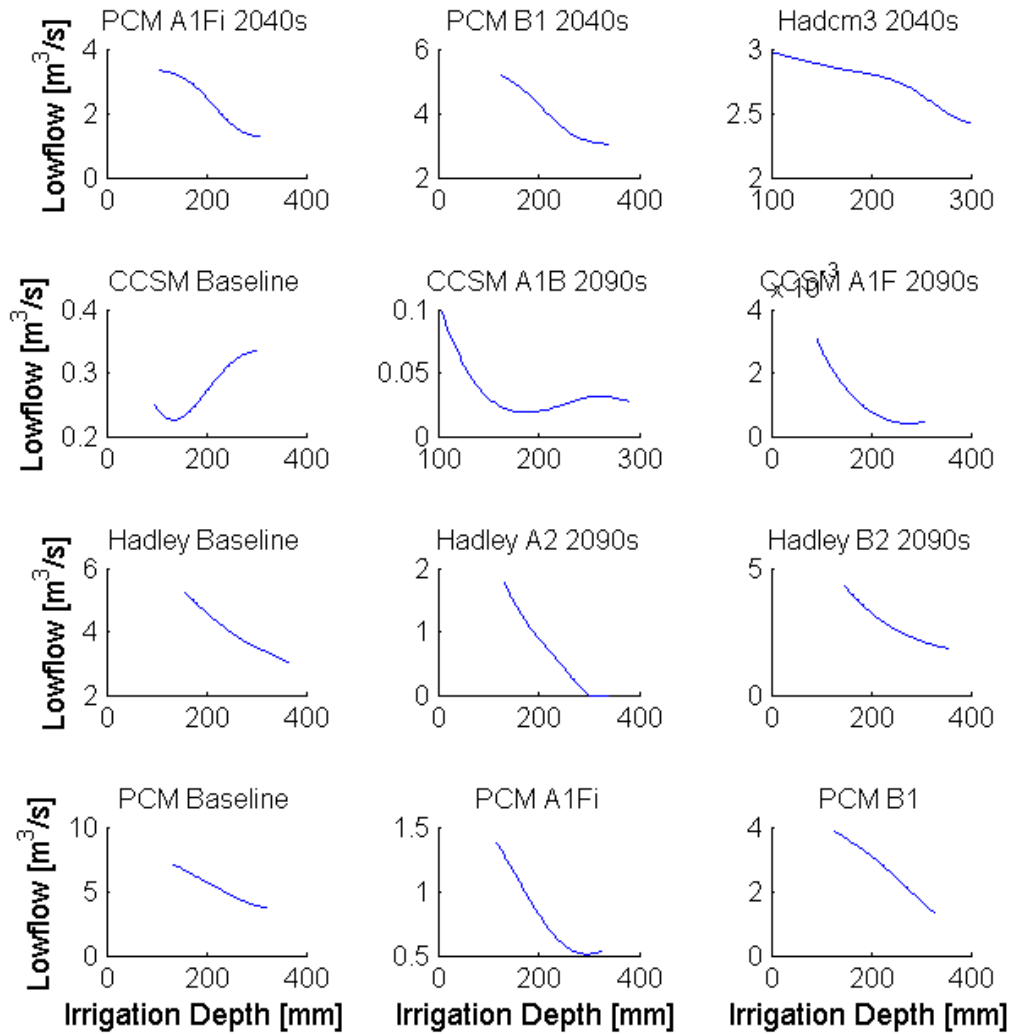 PCM A1Fi 2040s PCM B1 2040s Hadcm3 2040s
Lowflow [m³/s]
4
2
0
0 200 400
6
4
2
0 200 400
3
2.5
2
100 200 300
CCSM Baseline CCSM A1B 2090s CCSM A1F 2090s
Lowflow [m³/s]
0.4
0.3
0.2
0 200 400
0.1
0.05
0
100 200 300
x 10⁻³
4
2
0
0 200 400
Hadley Baseline Hadley A2 2090s Hadley B2 2090s
Lowflow [m³/s]
6
4
2
0 200 400
2
1
0
0 200 400
5
0
0 200 400
PCM Baseline PCM A1Fi PCM B1
Lowflow [m³/s]
10
5
0
0 200 400
1.5
1
0.5
0 200 400
4
2
0
0 200 400
Irrigation Depth [mm] Irrigation Depth [mm] Irrigation Depth [mm]